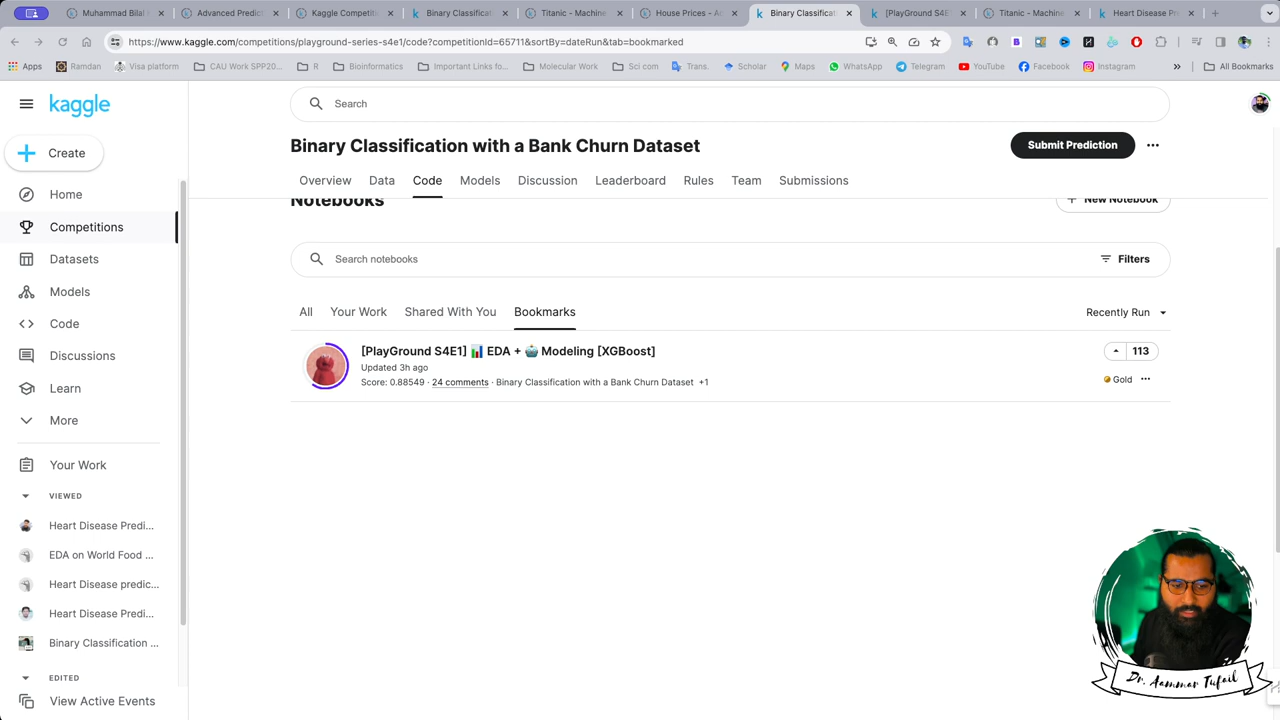 Muhammad Bilal A
Advanced Predict
Kaggle Competiti
Binary Classificat
Titanic - Machine
House Prices - Ad
Binary Classificati
[PlayGround S4E1
Titanic - Machine
Heart Disease Pre
https://www.kaggle.com/competitions/playground-series-s4e1/code?competitionId=65711&sortBy=dateRun&tab=bookmarked
Apps
Ramdan
Visa platform
CAU Work SPP20...
R
Bioinformatics
Important Links fo...
Molecular Work
Sci com
Trans.
Scholar
Maps
WhatsApp
Telegram
YouTube
Facebook
Instagram
»
All Bookmarks
kaggle
Search
Create
Binary Classification with a Bank Churn Dataset
Submit Prediction
Overview Data Code Models Discussion Leaderboard Rules Team Submissions
Home
Competitions
Datasets
Models
Code
Discussions
Learn
More
Your Work
VIEWED
Heart Disease Predi...
EDA on World Food ...
Heart Disease predic...
Heart Disease Predi...
Binary Classification ...
EDITED
View Active Events
Notebooks
+ New Notebook
Search notebooks
Filters
All Your Work Shared With You Bookmarks
Recently Run
[PlayGround S4E1] 📊 EDA + 🤖 Modeling [XGBoost]
Updated 3h ago
Score: 0.88549 · 24 comments · Binary Classification with a Bank Churn Dataset +1
113
Gold
Dr. Aammar Tufail